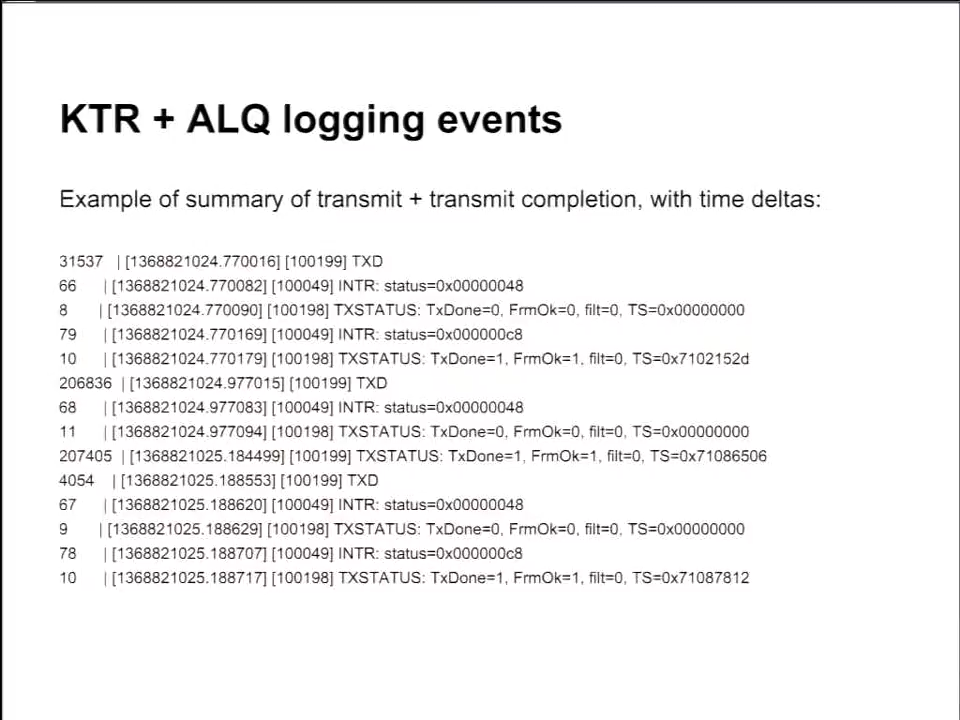 KTR + ALQ logging events
Example of summary of transmit + transmit completion, with time deltas:
31537 | [1368821024.770016] [100199] TXD
66 | [1368821024.770082] [100049] INTR: status=0x00000048
8 | [1368821024.770090] [100198] TXSTATUS: TxDone=0, FrmOk=0, filt=0, TS=0x00000000
79 | [1368821024.770169] [100049] INTR: status=0x000000c8
10 | [1368821024.770179] [100198] TXSTATUS: TxDone=1, FrmOk=1, filt=0, TS=0x7102152d
206836 | [1368821024.977015] [100199] TXD
68 | [1368821024.977083] [100049] INTR: status=0x00000048
11 | [1368821024.977094] [100198] TXSTATUS: TxDone=0, FrmOk=0, filt=0, TS=0x00000000
207405 | [1368821025.184499] [100199] TXSTATUS: TxDone=1, FrmOk=1, filt=0, TS=0x71086506
4054 | [1368821025.188553] [100199] TXD
67 | [1368821025.188620] [100049] INTR: status=0x00000048
9 | [1368821025.188629] [100198] TXSTATUS: TxDone=0, FrmOk=0, filt=0, TS=0x00000000
78 | [1368821025.188707] [100049] INTR: status=0x000000c8
10 | [1368821025.188717] [100198] TXSTATUS: TxDone=1, FrmOk=1, filt=0, TS=0x71087812